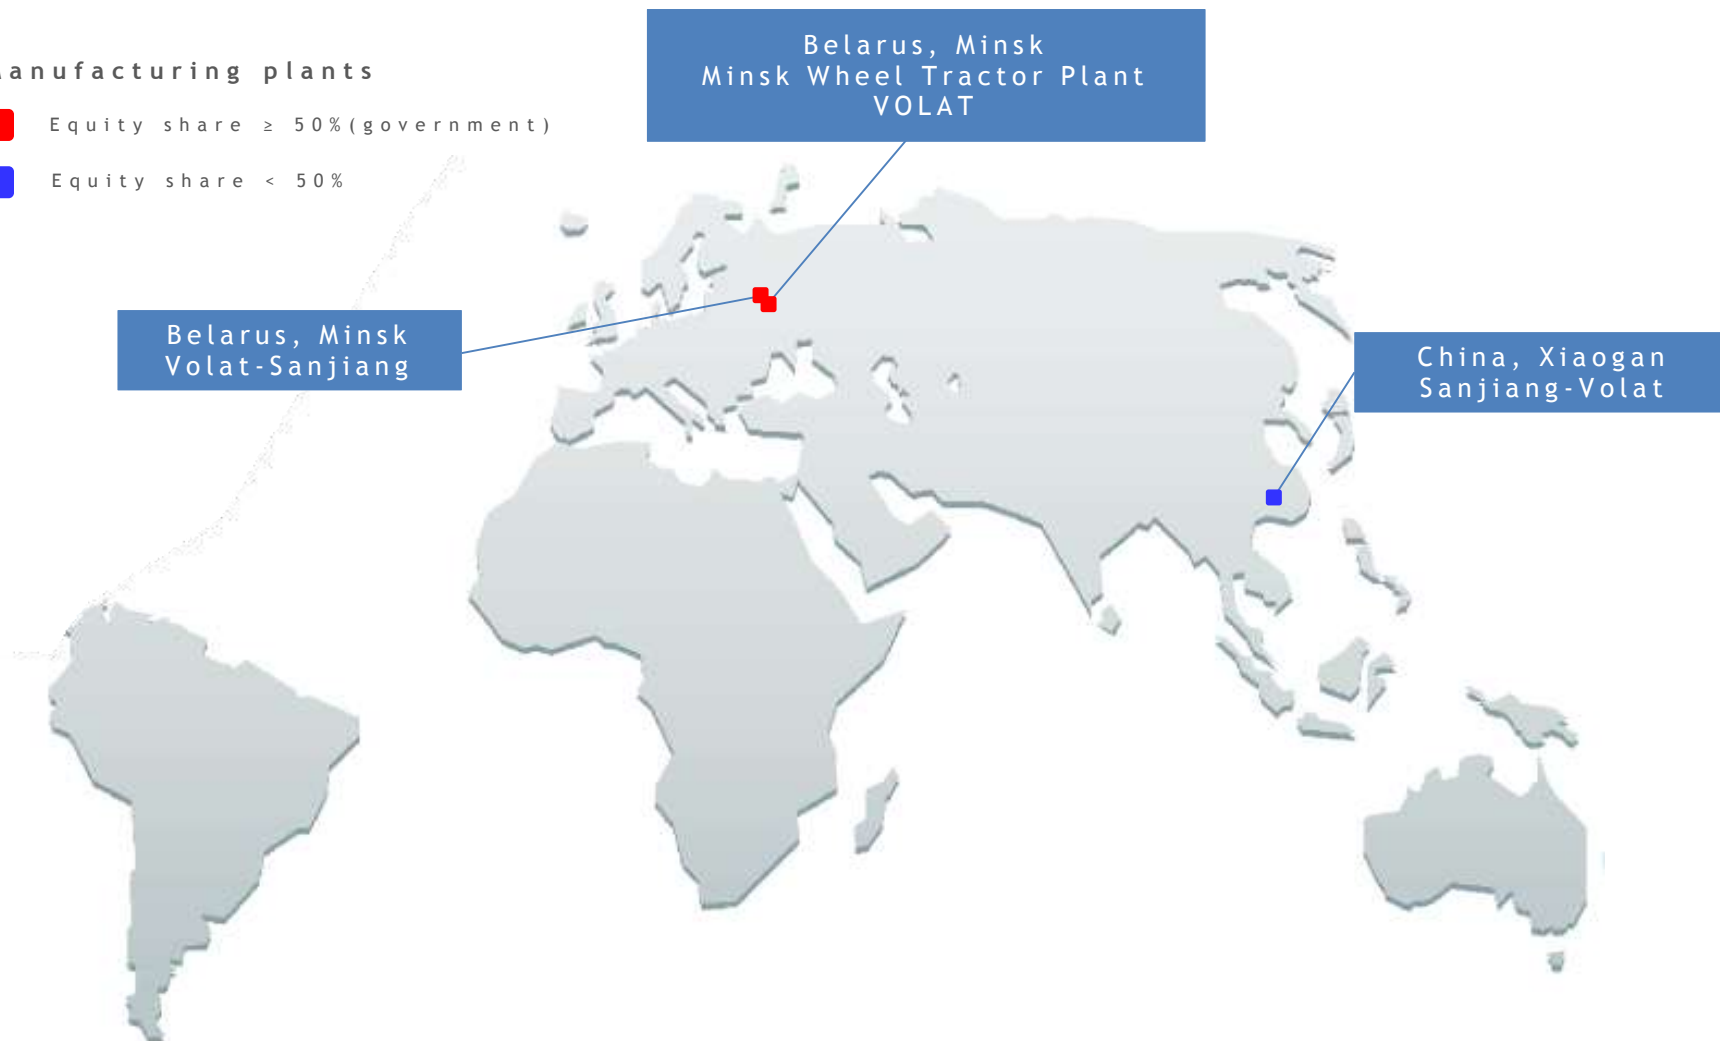 Manufacturing plants
Equity share ≥ 50%(government)
Equity share < 50%
Belarus, Minsk
Minsk Wheel Tractor Plant
VOLAT
Belarus, Minsk
Volat-Sanjiang
China, Xiaogan
Sanjiang-Volat